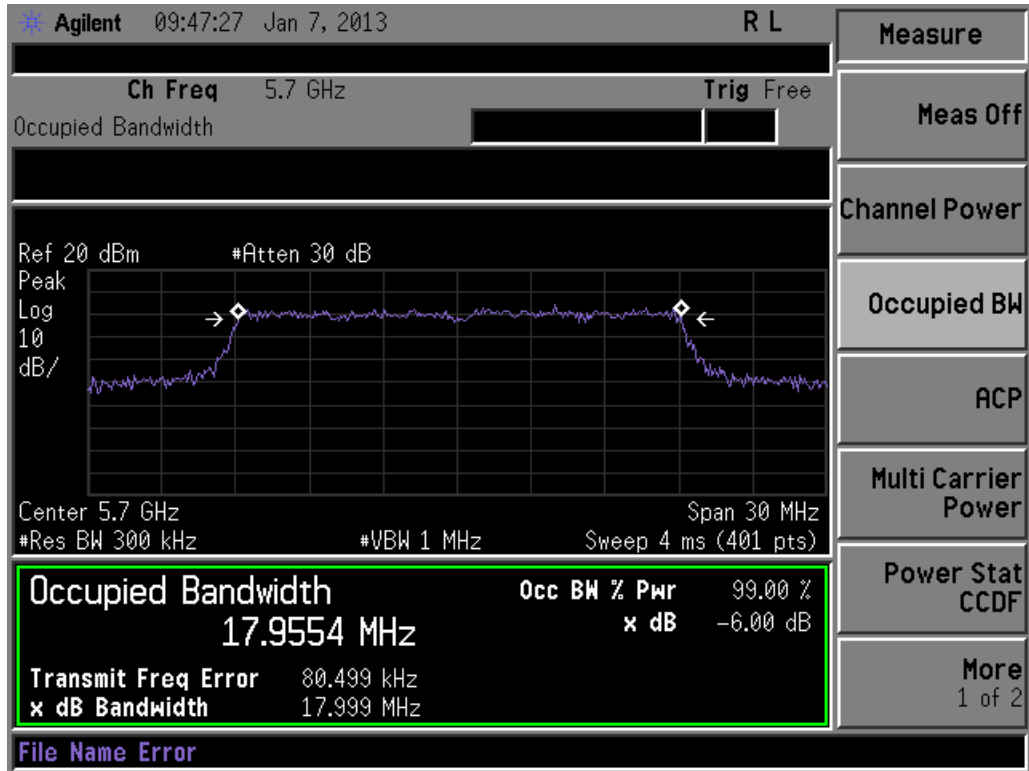 Agilent 09:47:27 Jan 7, 2013 R L
Measure
Ch Freq 5.7 GHz Trig Free
Occupied Bandwidth
Meas Off
Channel Power
Ref 20 dBm #Atten 30 dB
Peak
Log
10
dB/
Occupied BW
ACP
Multi Carrier
Power
Center 5.7 GHz Span 30 MHz
#Res BW 300 kHz #VBW 1 MHz Sweep 4 ms (401 pts)
Occupied Bandwidth Occ BW % Pwr 99.00 %
17.9554 MHz x dB -6.00 dB
Transmit Freq Error 80.499 kHz
x dB Bandwidth 17.999 MHz
Power Stat
CCDF
More
1 of 2
File Name Error